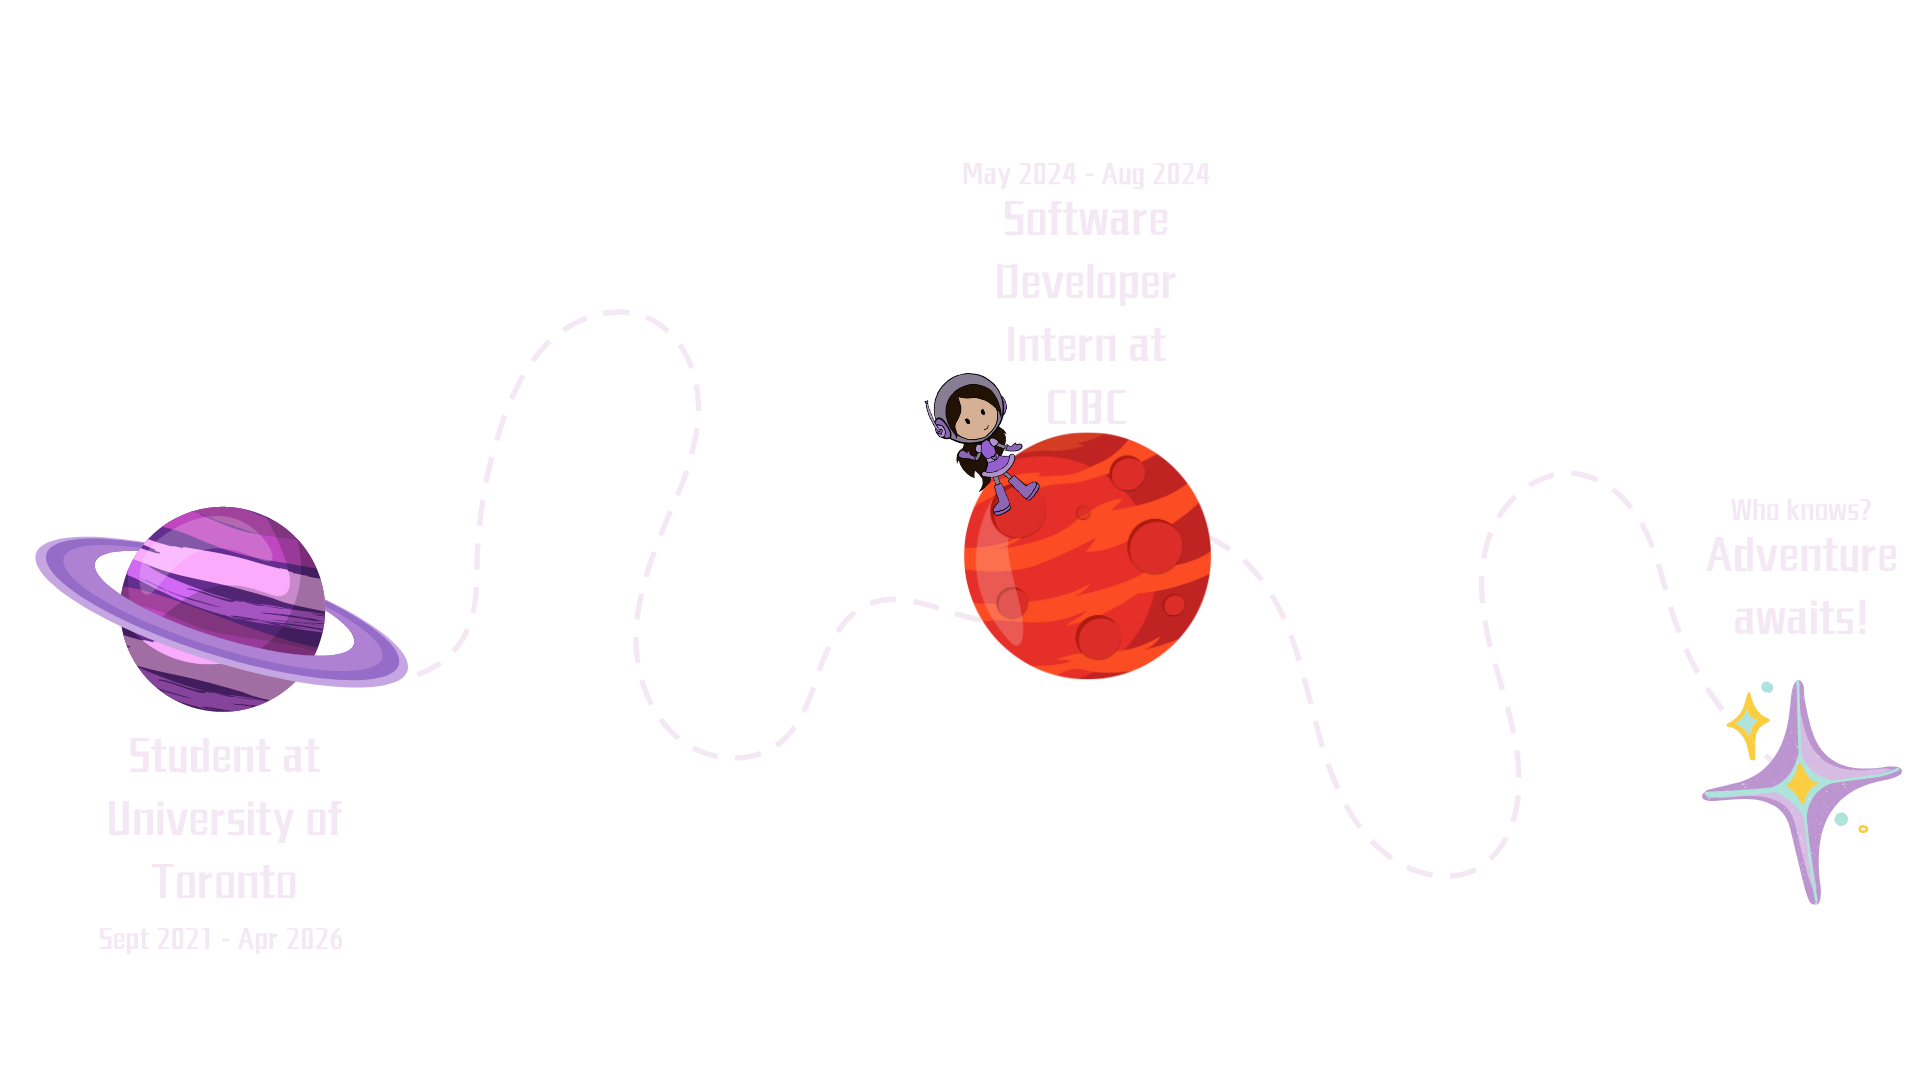 Student at
University of
Toronto
Sept 2021 - Apr 2026
May 2024 - Aug 2024
Software
Developer
Intern at
CIBC
Who knows?
Adventure
awaits!